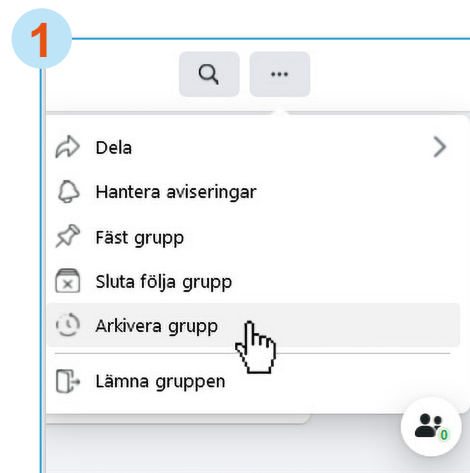 1
...
Dela
Hantera aviseringar
Fäst grupp
Sluta följa grupp
Arkivera grupp
Lämna gruppen
0